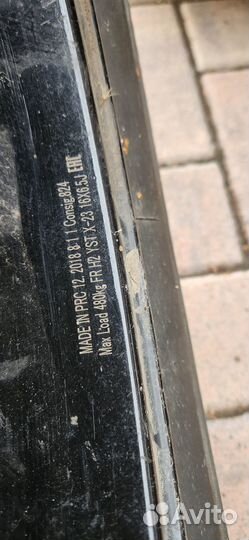 MADE IN PRC 12. 2018 8 1 1 Consig.824 EAC
Max Load 480kg FR H2 YST X-23 16X6.5J
Avito